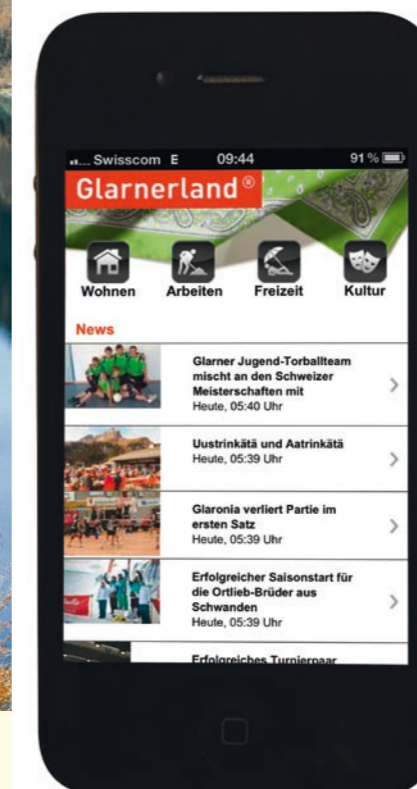 ... Swisscom E 09:44 91 %
Glarnerland®
Wohnen Arbeiten Freizeit Kultur
News
Glarner Jugend-Torballteam
mischt an den Schweizer
Meisterschaften mit
Heute, 05:40 Uhr
Uustrinkätä und Aatrinkätä
Heute, 05:39 Uhr
Glaronia verliert Partie im
ersten Satz
Heute, 05:39 Uhr
Erfolgreicher Saisonstart für
die Ortlieb-Brüder aus
Schwanden
Heute, 05:39 Uhr
Erfolgreiches Turnierpaar